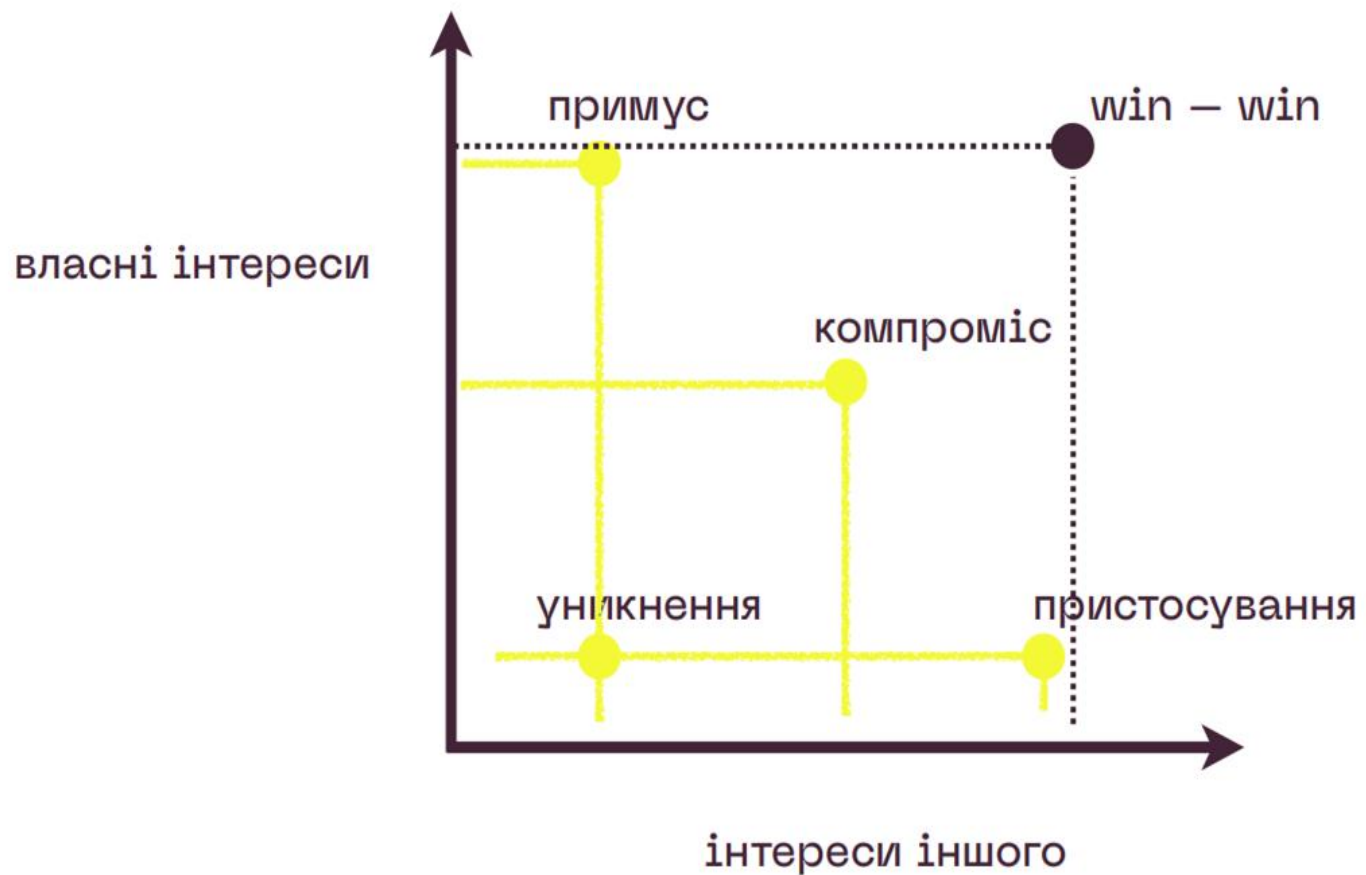 примус
win — win
власні інтереси
компроміс
уникнення
пристосування
інтереси іншого